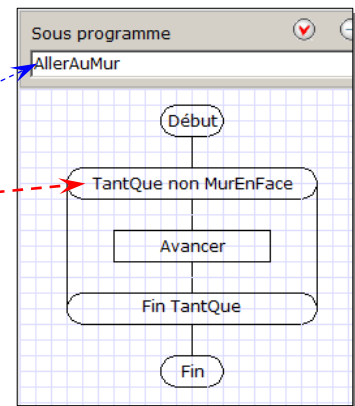 Sous programme
AllerAuMur
Début
TantQue non MurEnFace
Avancer
Fin TantQue
Fin